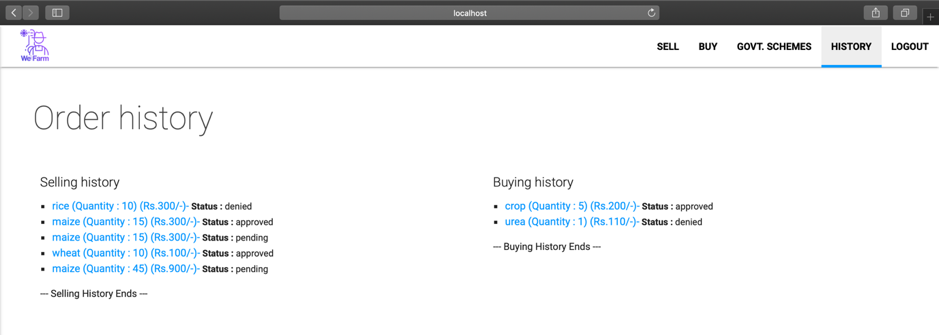 localhost
We Farm
SELL BUY GOVT. SCHEMES HISTORY LOGOUT
Order history
Selling history
rice (Quantity : 10) (Rs.300/-)- Status : denied
maize (Quantity : 15) (Rs.300/-)- Status : approved
maize (Quantity : 15) (Rs.300/-)- Status : pending
wheat (Quantity : 10) (Rs.100/-)- Status : approved
maize (Quantity : 45) (Rs.900/-)- Status : pending
--- Selling History Ends ---
Buying history
crop (Quantity : 5) (Rs.200/-)- Status : approved
urea (Quantity : 1) (Rs.110/-)- Status : denied
--- Buying History Ends ---